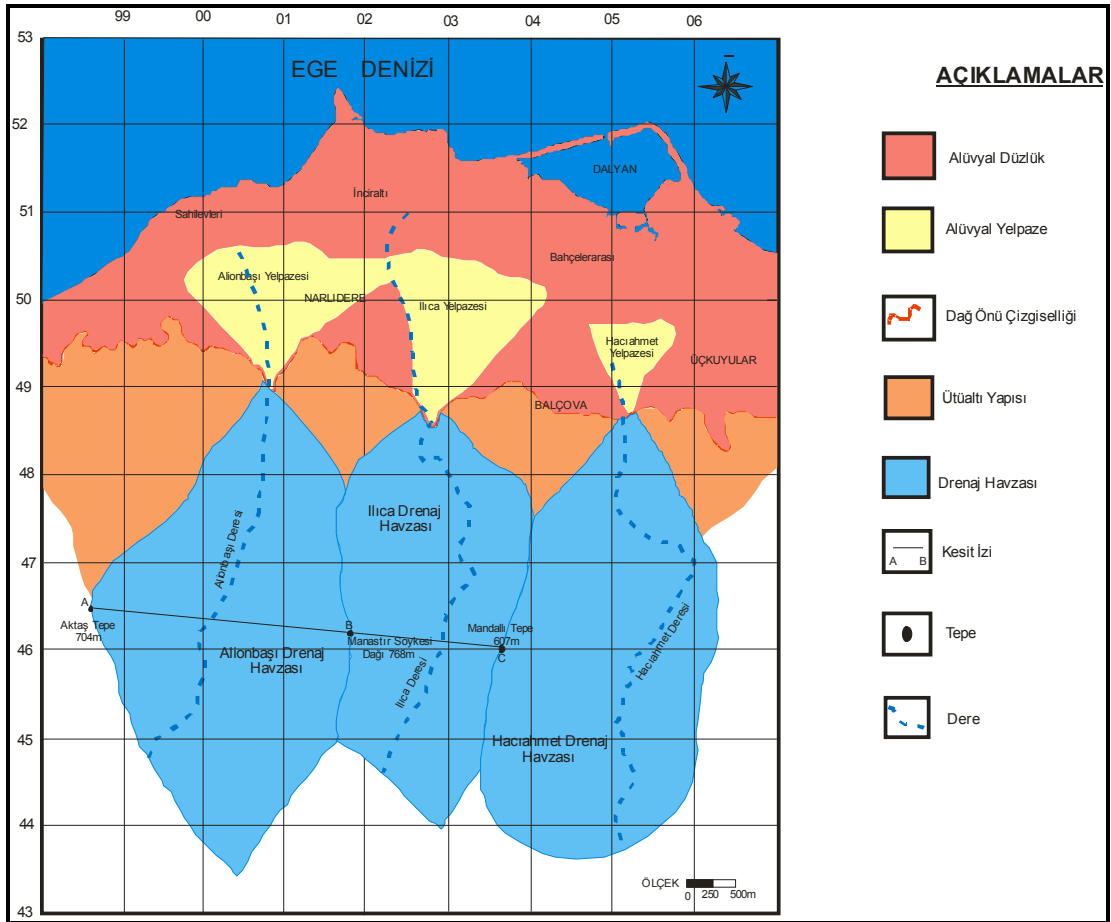 99 00 01 02 03 04 05 06
53
52
51
50
49
48
47
46
45
44
43
EGE DENİZİ
DALYAN
İnciraltı
Sahilevleri
Bahçelerarası
Alionbaşı Yelpazesi
NARLIDERE
Ilıca Yelpazesi
Hacıahmet
Yelpazesi
ÜÇKUYULAR
BALÇOVA
Ilıca Drenaj
Havzası
Alionbaşı Deresi
A
Aktaş Tepe
704m
B
Manastır Söykesi
Dağı 768m
Mandallı Tepe
607m
C
Alionbaşı Drenaj
Havzası
Ilıca Deresi
Hacıahmet Deresi
Hacıahmet Drenaj
Havzası
ÖLÇEK
0 250 500m
AÇIKLAMALAR
Alüvyal Düzlük
Alüvyal Yelpaze
Dağ Önü Çizgiselliği
Ütüaltı Yapısı
Drenaj Havzası
A B
Kesit İzi
Tepe
Dere